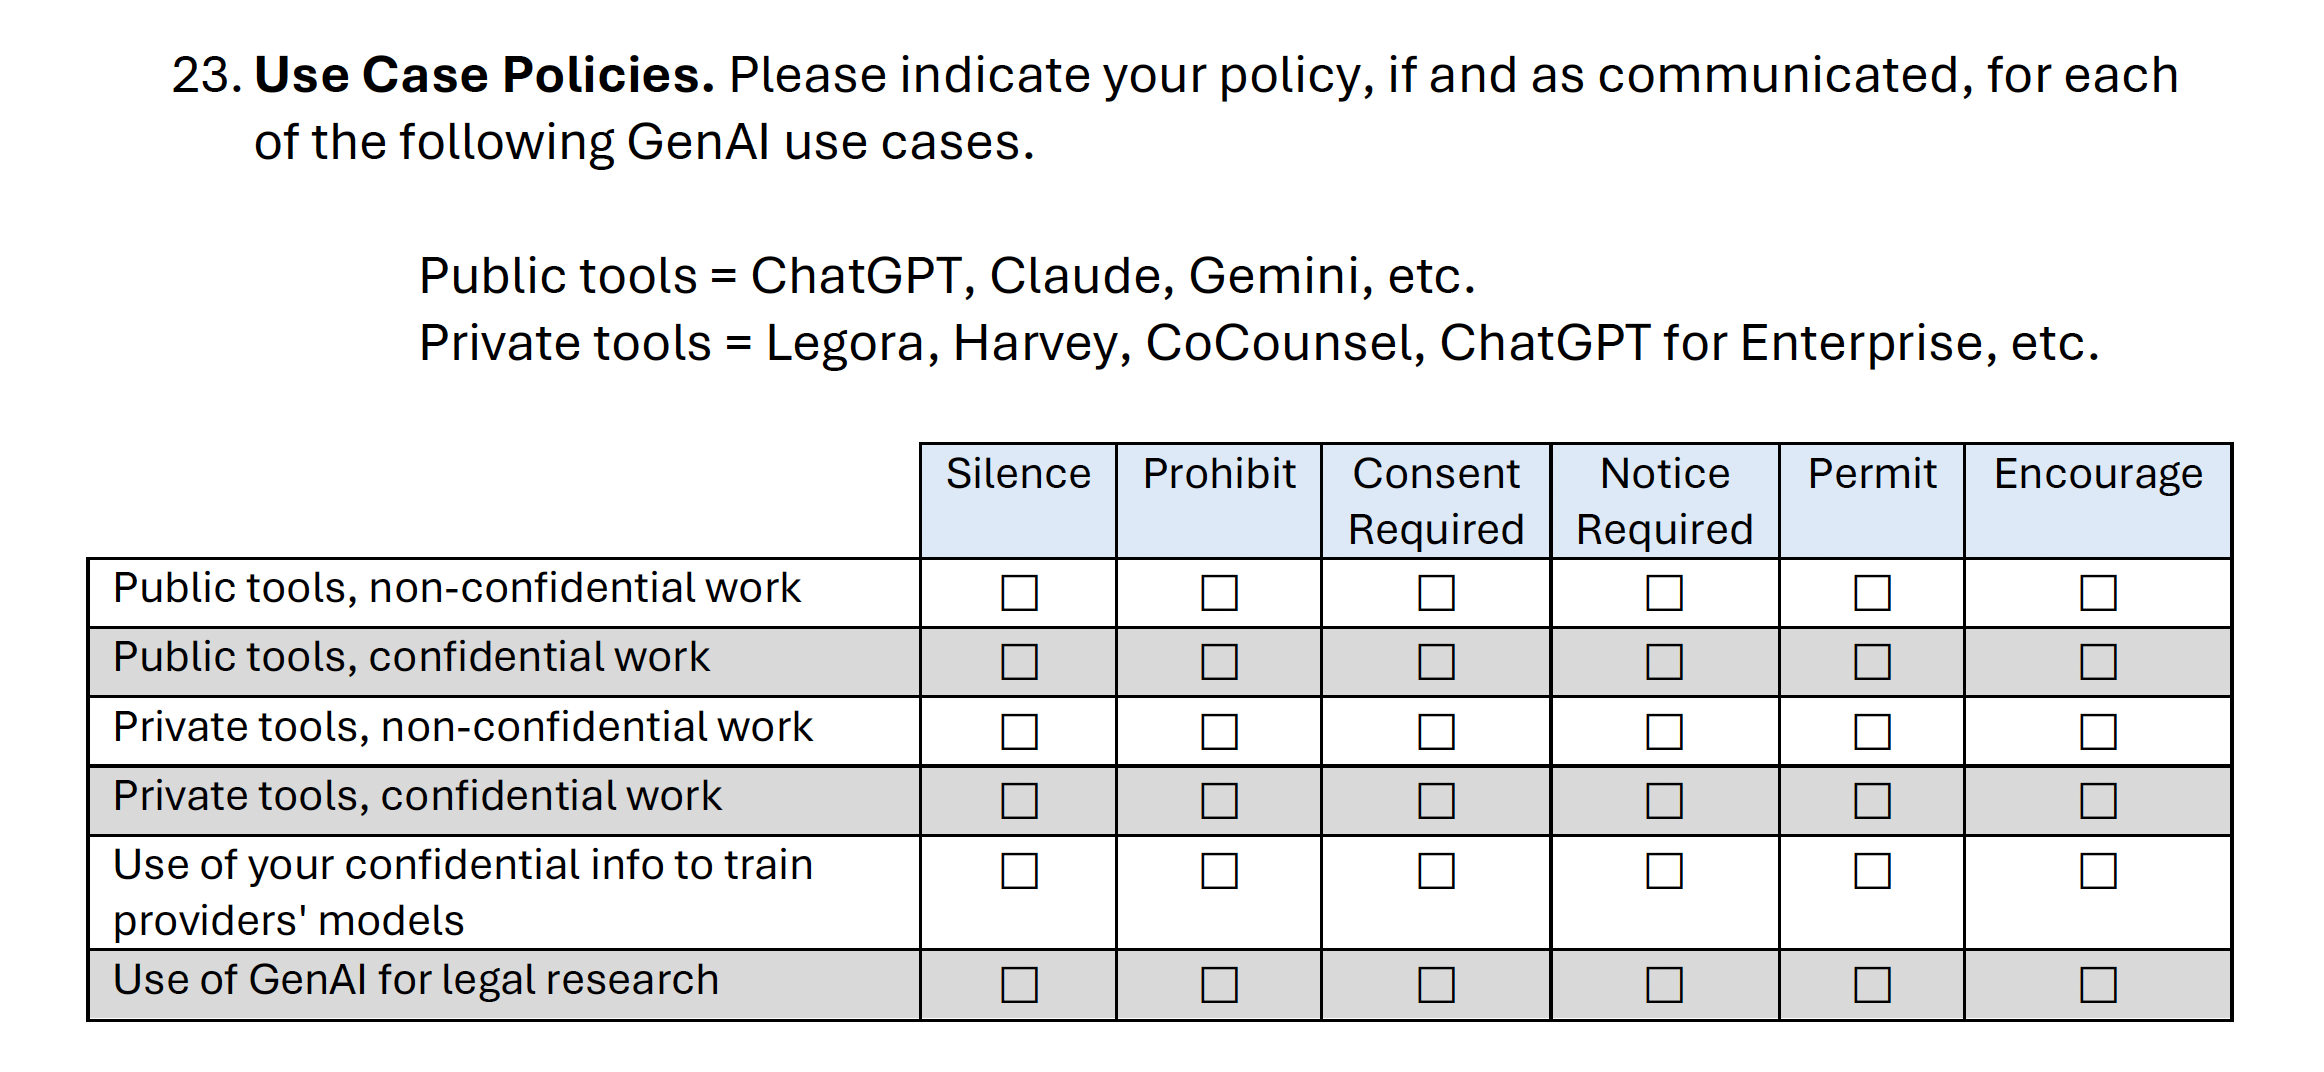 23. Use Case Policies. Please indicate your policy, if and as communicated, for each
of the following GenAI use cases.
Public tools = ChatGPT, Claude, Gemini, etc.
Private tools = Legora, Harvey, CoCounsel, ChatGPT for Enterprise, etc.
Silence Prohibit Consent Required Notice Required Permit Encourage
Public tools, non-confidential work ☐ ☐ ☐ ☐ ☐ ☐
Public tools, confidential work ☐ ☐ ☐ ☐ ☐ ☐
Private tools, non-confidential work ☐ ☐ ☐ ☐ ☐ ☐
Private tools, confidential work ☐ ☐ ☐ ☐ ☐ ☐
Use of your confidential info to train ☐ ☐ ☐ ☐ ☐ ☐
providers' models
Use of GenAI for legal research ☐ ☐ ☐ ☐ ☐ ☐